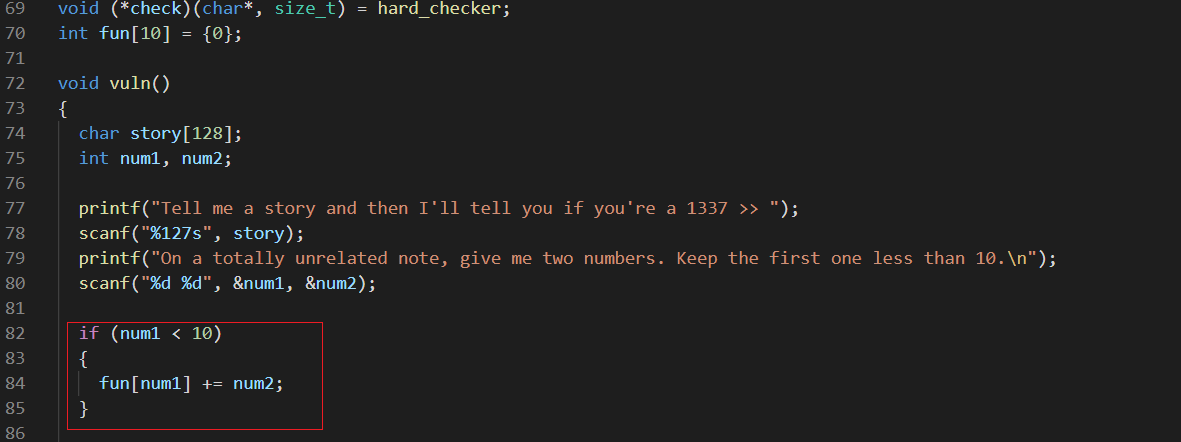 69 void (*check)(char*, size_t) = hard_checker;
70 int fun[10] = {0};
71
72 void vuln()
73 {
74   char story[128];
75   int num1, num2;
76
77   printf("Tell me a story and then I'll tell you if you're a 1337 >> ");
78   scanf("%127s", story);
79   printf("On a totally unrelated note, give me two numbers. Keep the first one less than 10.\n");
80   scanf("%d %d", &num1, &num2);
81
82   if (num1 < 10)
83   {
84     fun[num1] += num2;
85   }
86